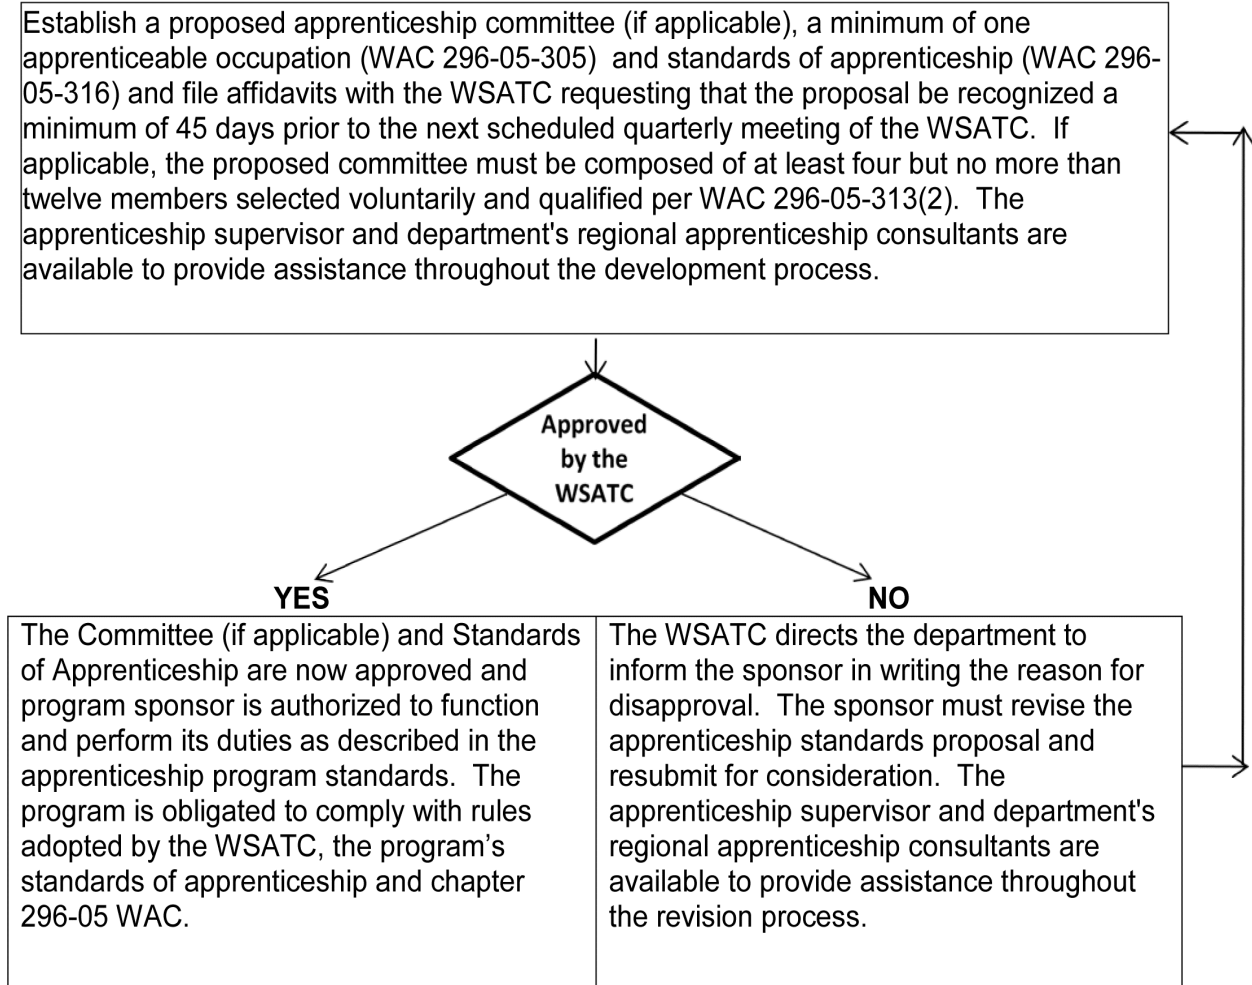 Establish a proposed apprenticeship committee (if applicable), a minimum of one
apprenticeable occupation (WAC 296-05-305)  and standards of apprenticeship (WAC 296-
05-316) and file affidavits with the WSATC requesting that the proposal be recognized a
minimum of 45 days prior to the next scheduled quarterly meeting of the WSATC.  If
applicable, the proposed committee must be composed of at least four but no more than
twelve members selected voluntarily and qualified per WAC 296-05-313(2).  The
apprenticeship supervisor and department's regional apprenticeship consultants are
available to provide assistance throughout the development process.
Approved
by the
WSATC
YES
The Committee (if applicable) and Standards
of Apprenticeship are now approved and
program sponsor is authorized to function
and perform its duties as described in the
apprenticeship program standards.  The
program is obligated to comply with rules
adopted by the WSATC, the program’s
standards of apprenticeship and chapter
296-05 WAC.
NO
The WSATC directs the department to
inform the sponsor in writing the reason for
disapproval.  The sponsor must revise the
apprenticeship standards proposal and
resubmit for consideration.  The
apprenticeship supervisor and department's
regional apprenticeship consultants are
available to provide assistance throughout
the revision process.